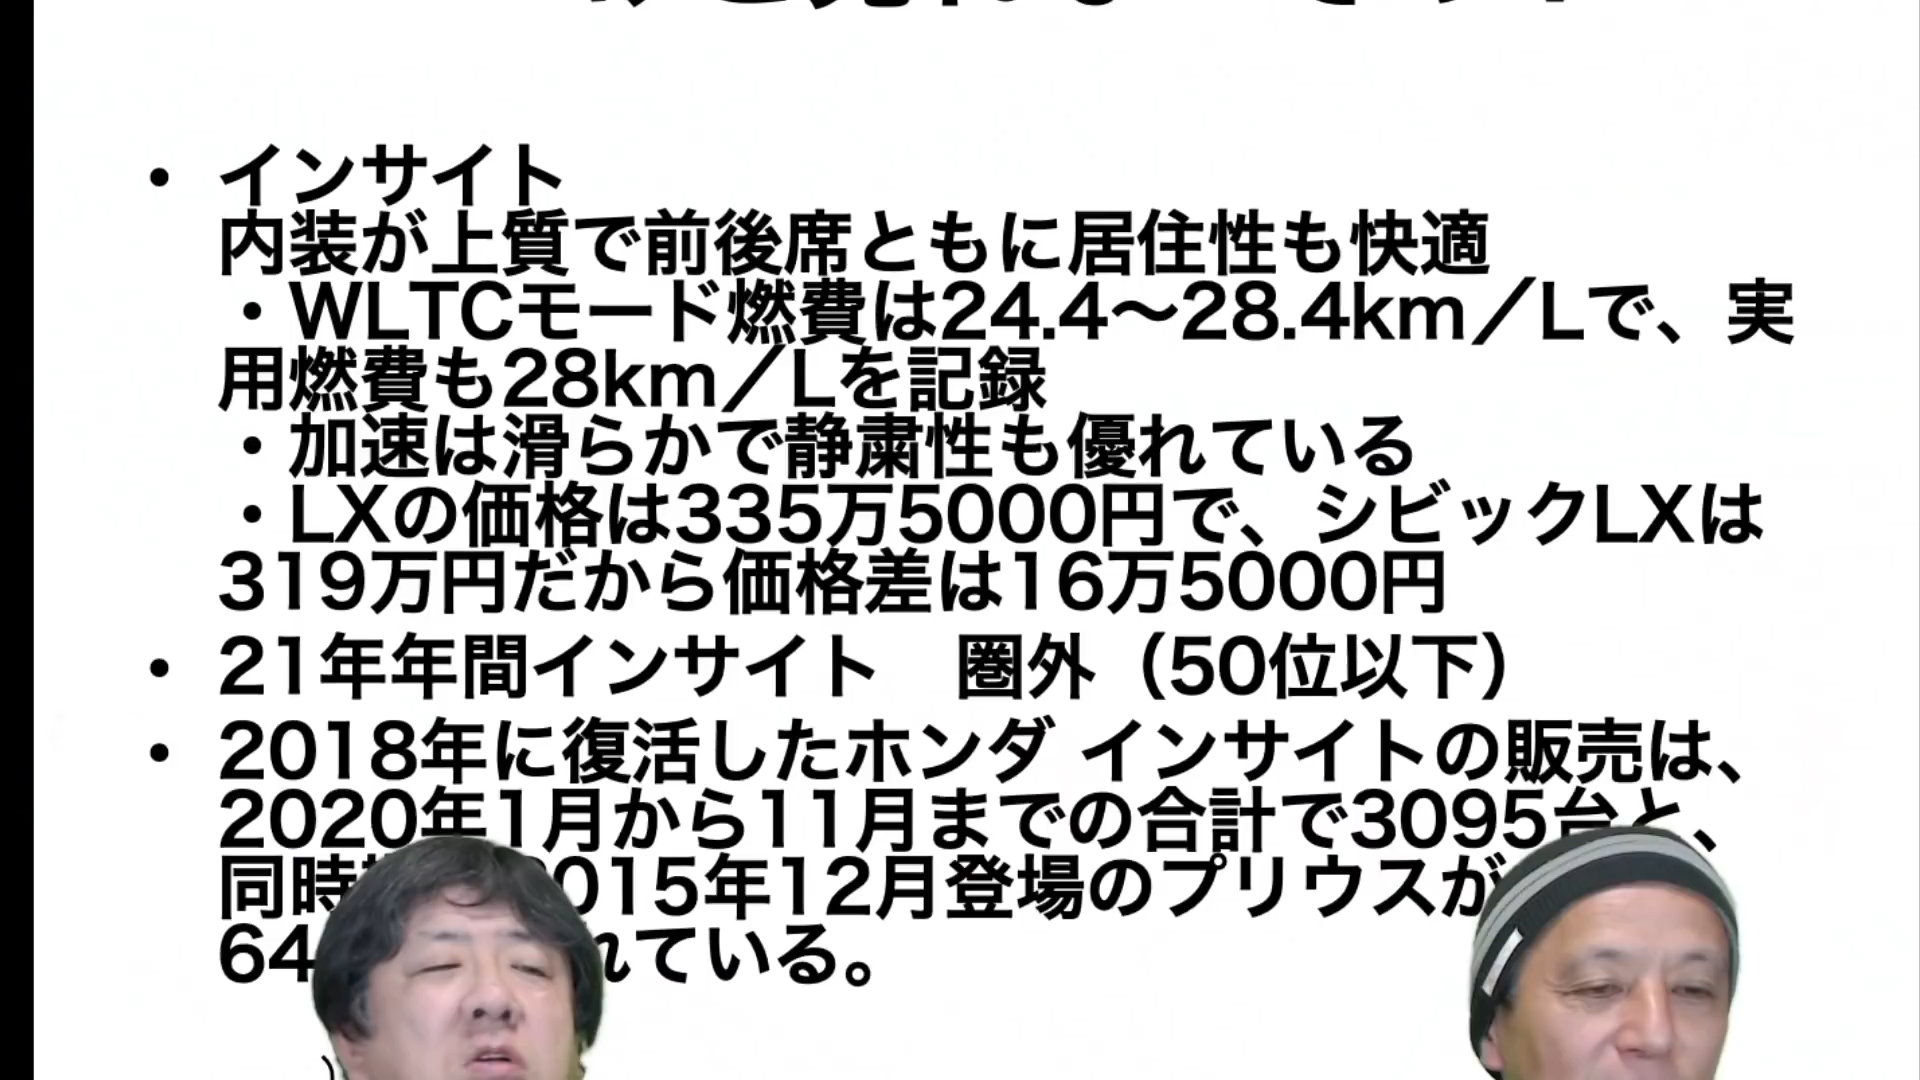 ・インサイト
内装が上質で前後席ともに居住性も快適
・WLTCモード燃費は24.4〜28.4km／Lで、実
用燃費も28km／Lを記録
・加速は滑らかで静粛性も優れている
・LXの価格は335万5000円で、シビックLXは
319万円だから価格差は16万5000円
・21年年間インサイト　圏外（50位以下）
・2018年に復活したホンダ インサイトの販売は、
2020年1月から11月までの合計で3095台と、
同時 015年12月登場のプリウスが
64 れている。